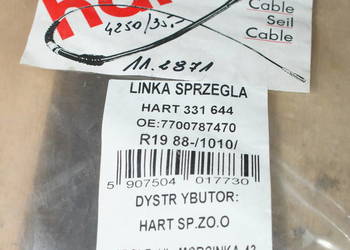 Cable
Seil
Cable
4250/35.-
11.2871
LINKA SPRZEGLA
HART 331 644
OE:7700787470
R19 88-/1010/
5 907504 017730
DYSTR YBUTOR:
HART SP.ZO.O